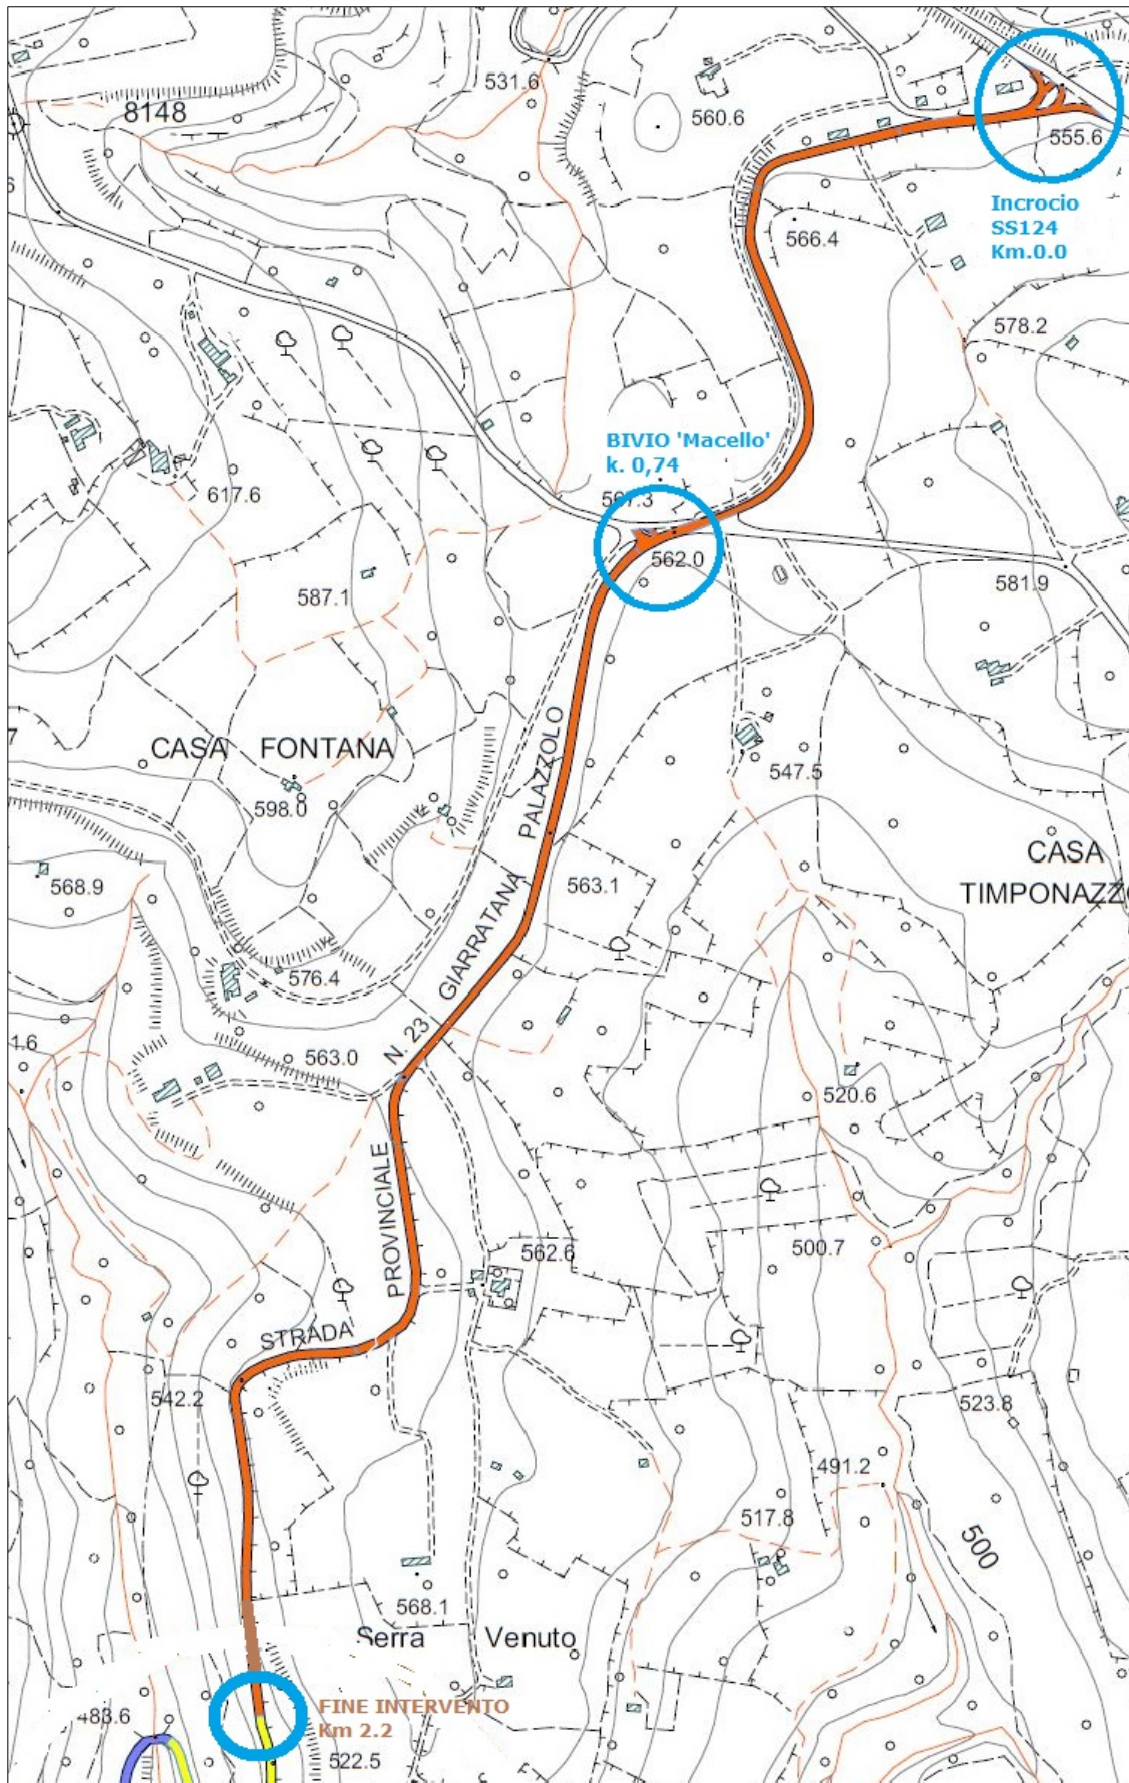 531.6
8148
560.6
555.6
Incrocio
SS124
Km.0.0
566.4
578.2
BIVIO 'Macello'
k. 0,74
617.6
562.0
581.9
587.1
CASA FONTANA
598.0
547.5
PALAZZOLO
CASA
568.9
563.1
GIARRATANA
576.4
N. 23
1.6
563.0
520.6
PROVINCIALE
562.6
500.7
STRADA
542.2
523.8
491.2
517.8
500
568.1
Serra Venuto
FINE INTERVENTO
Km 2.2
483.6
522.5